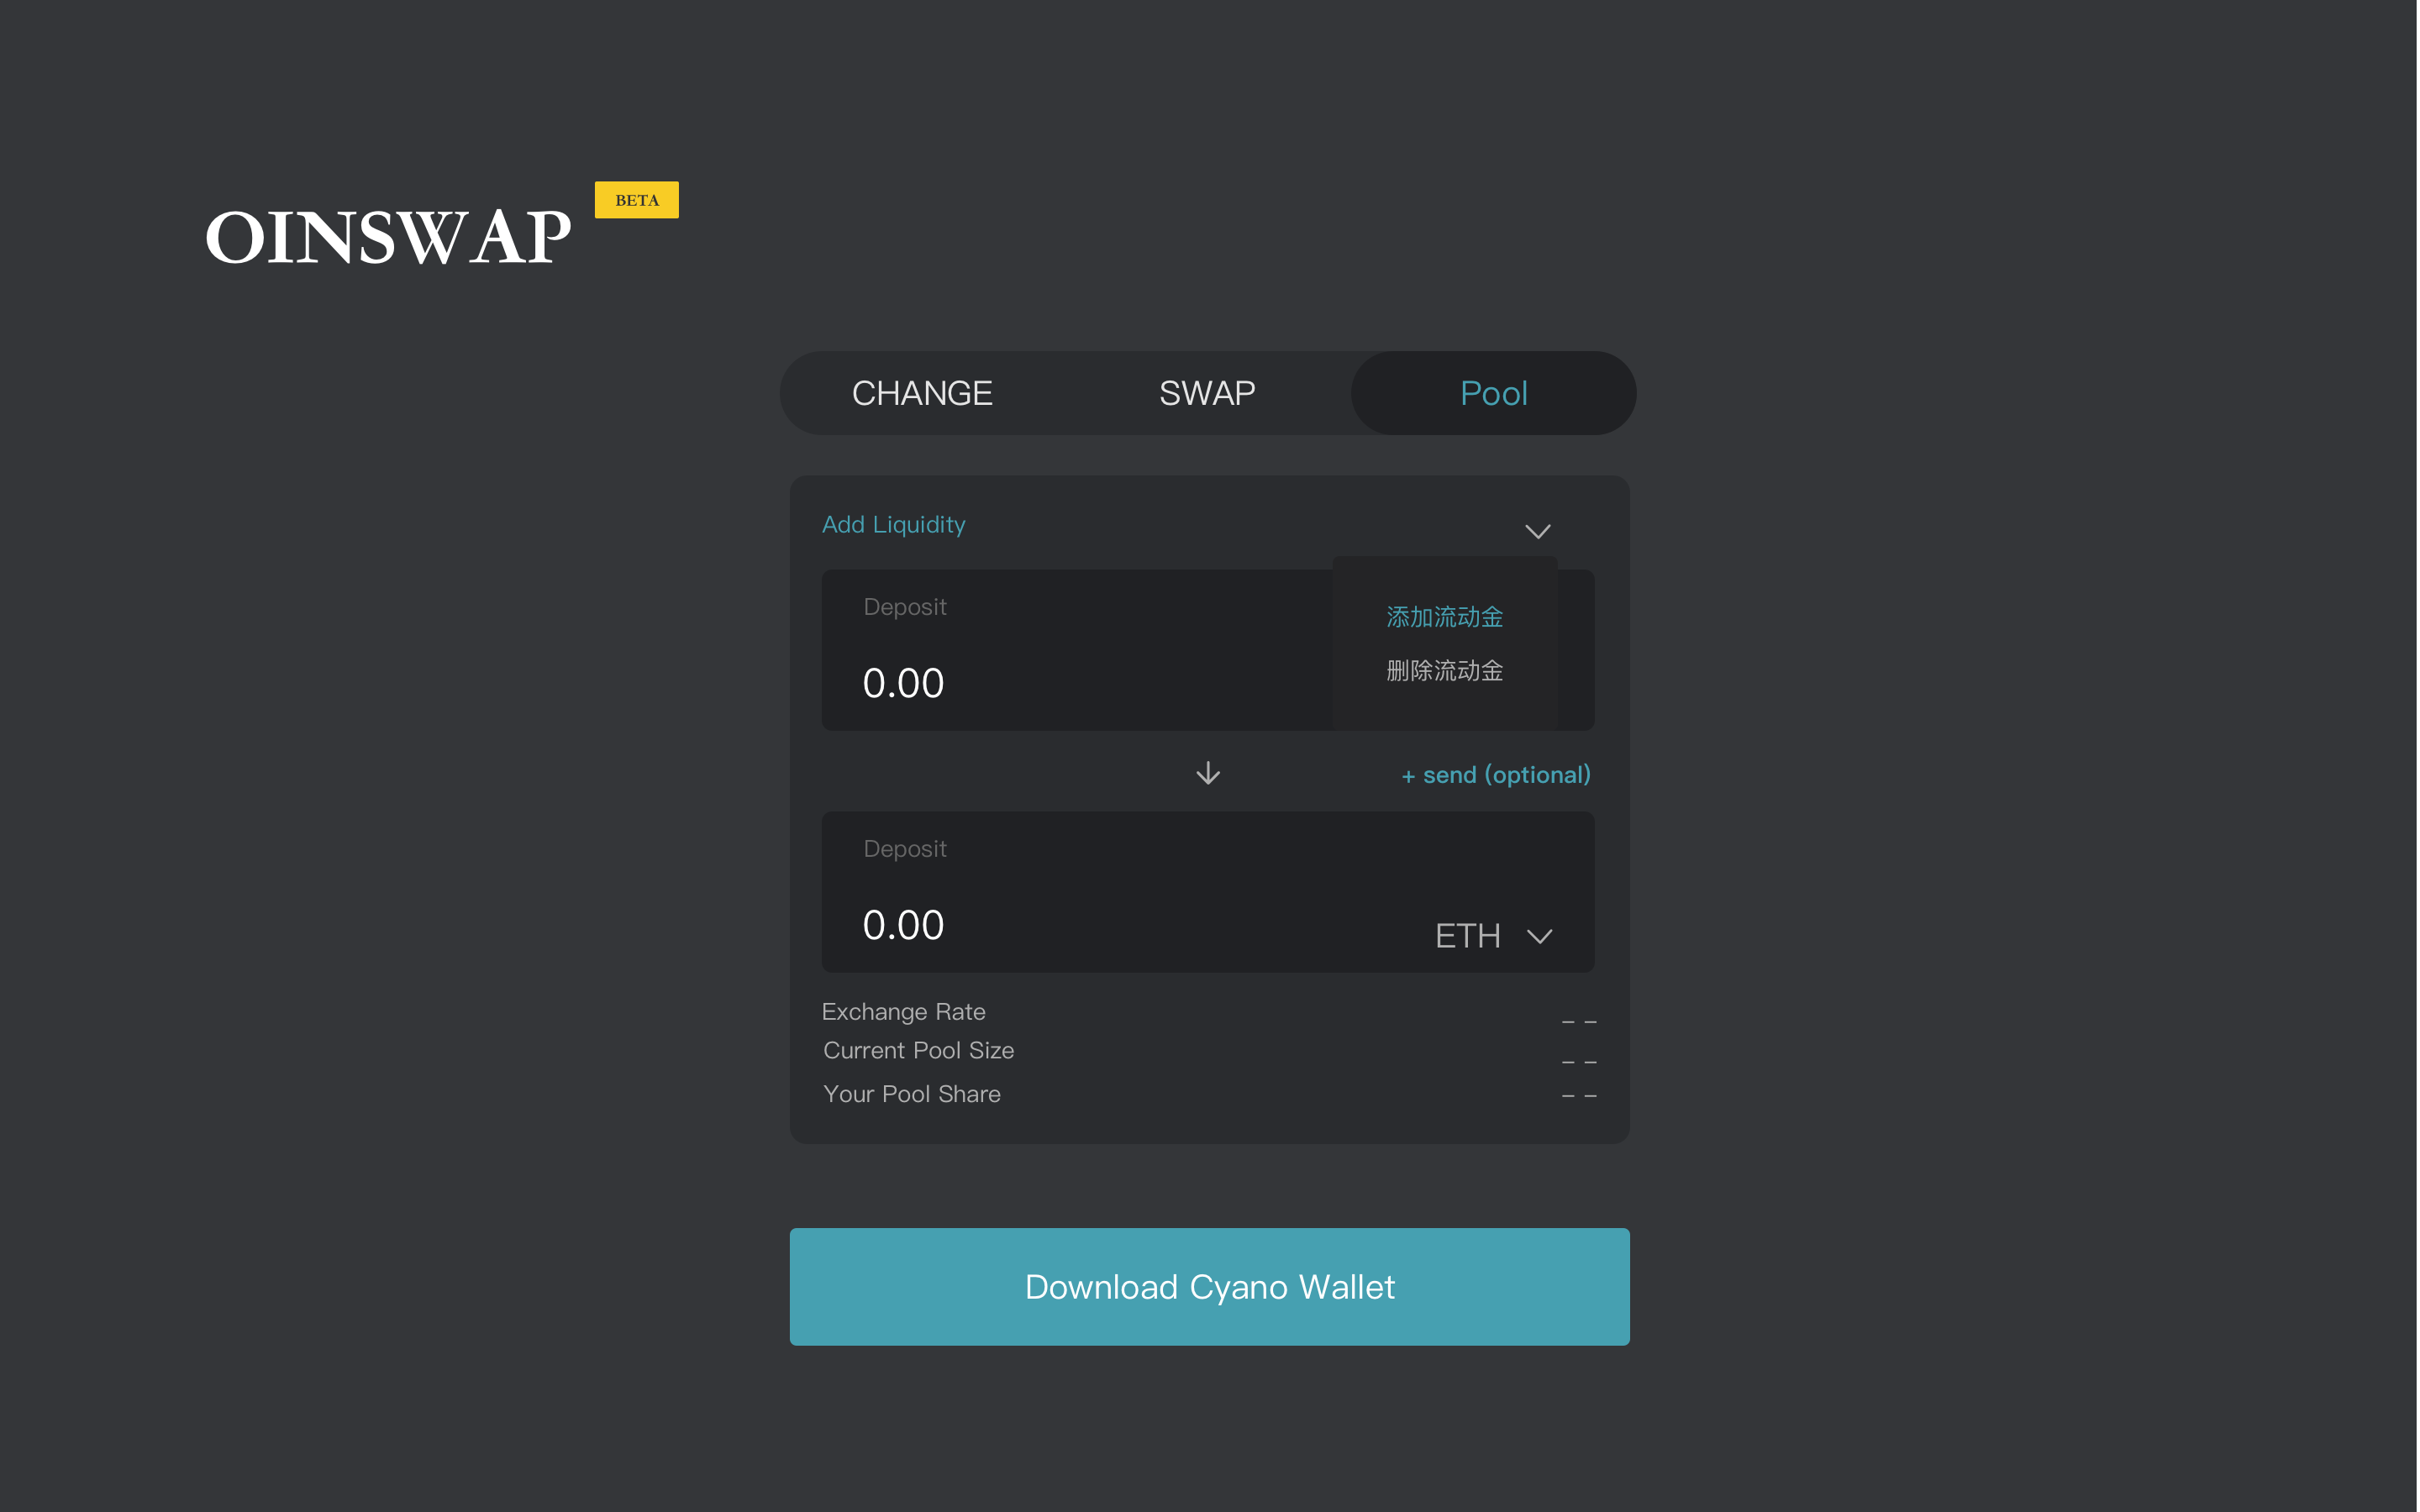 OINSWAP
BETA
CHANGE
SWAP
Pool
Add Liquidity
Deposit
0.00
添加流动金
删除流动金
+ send (optional)
Deposit
0.00
ETH
Exchange Rate
– –
Current Pool Size
– –
Your Pool Share
– –
Download Cyano Wallet